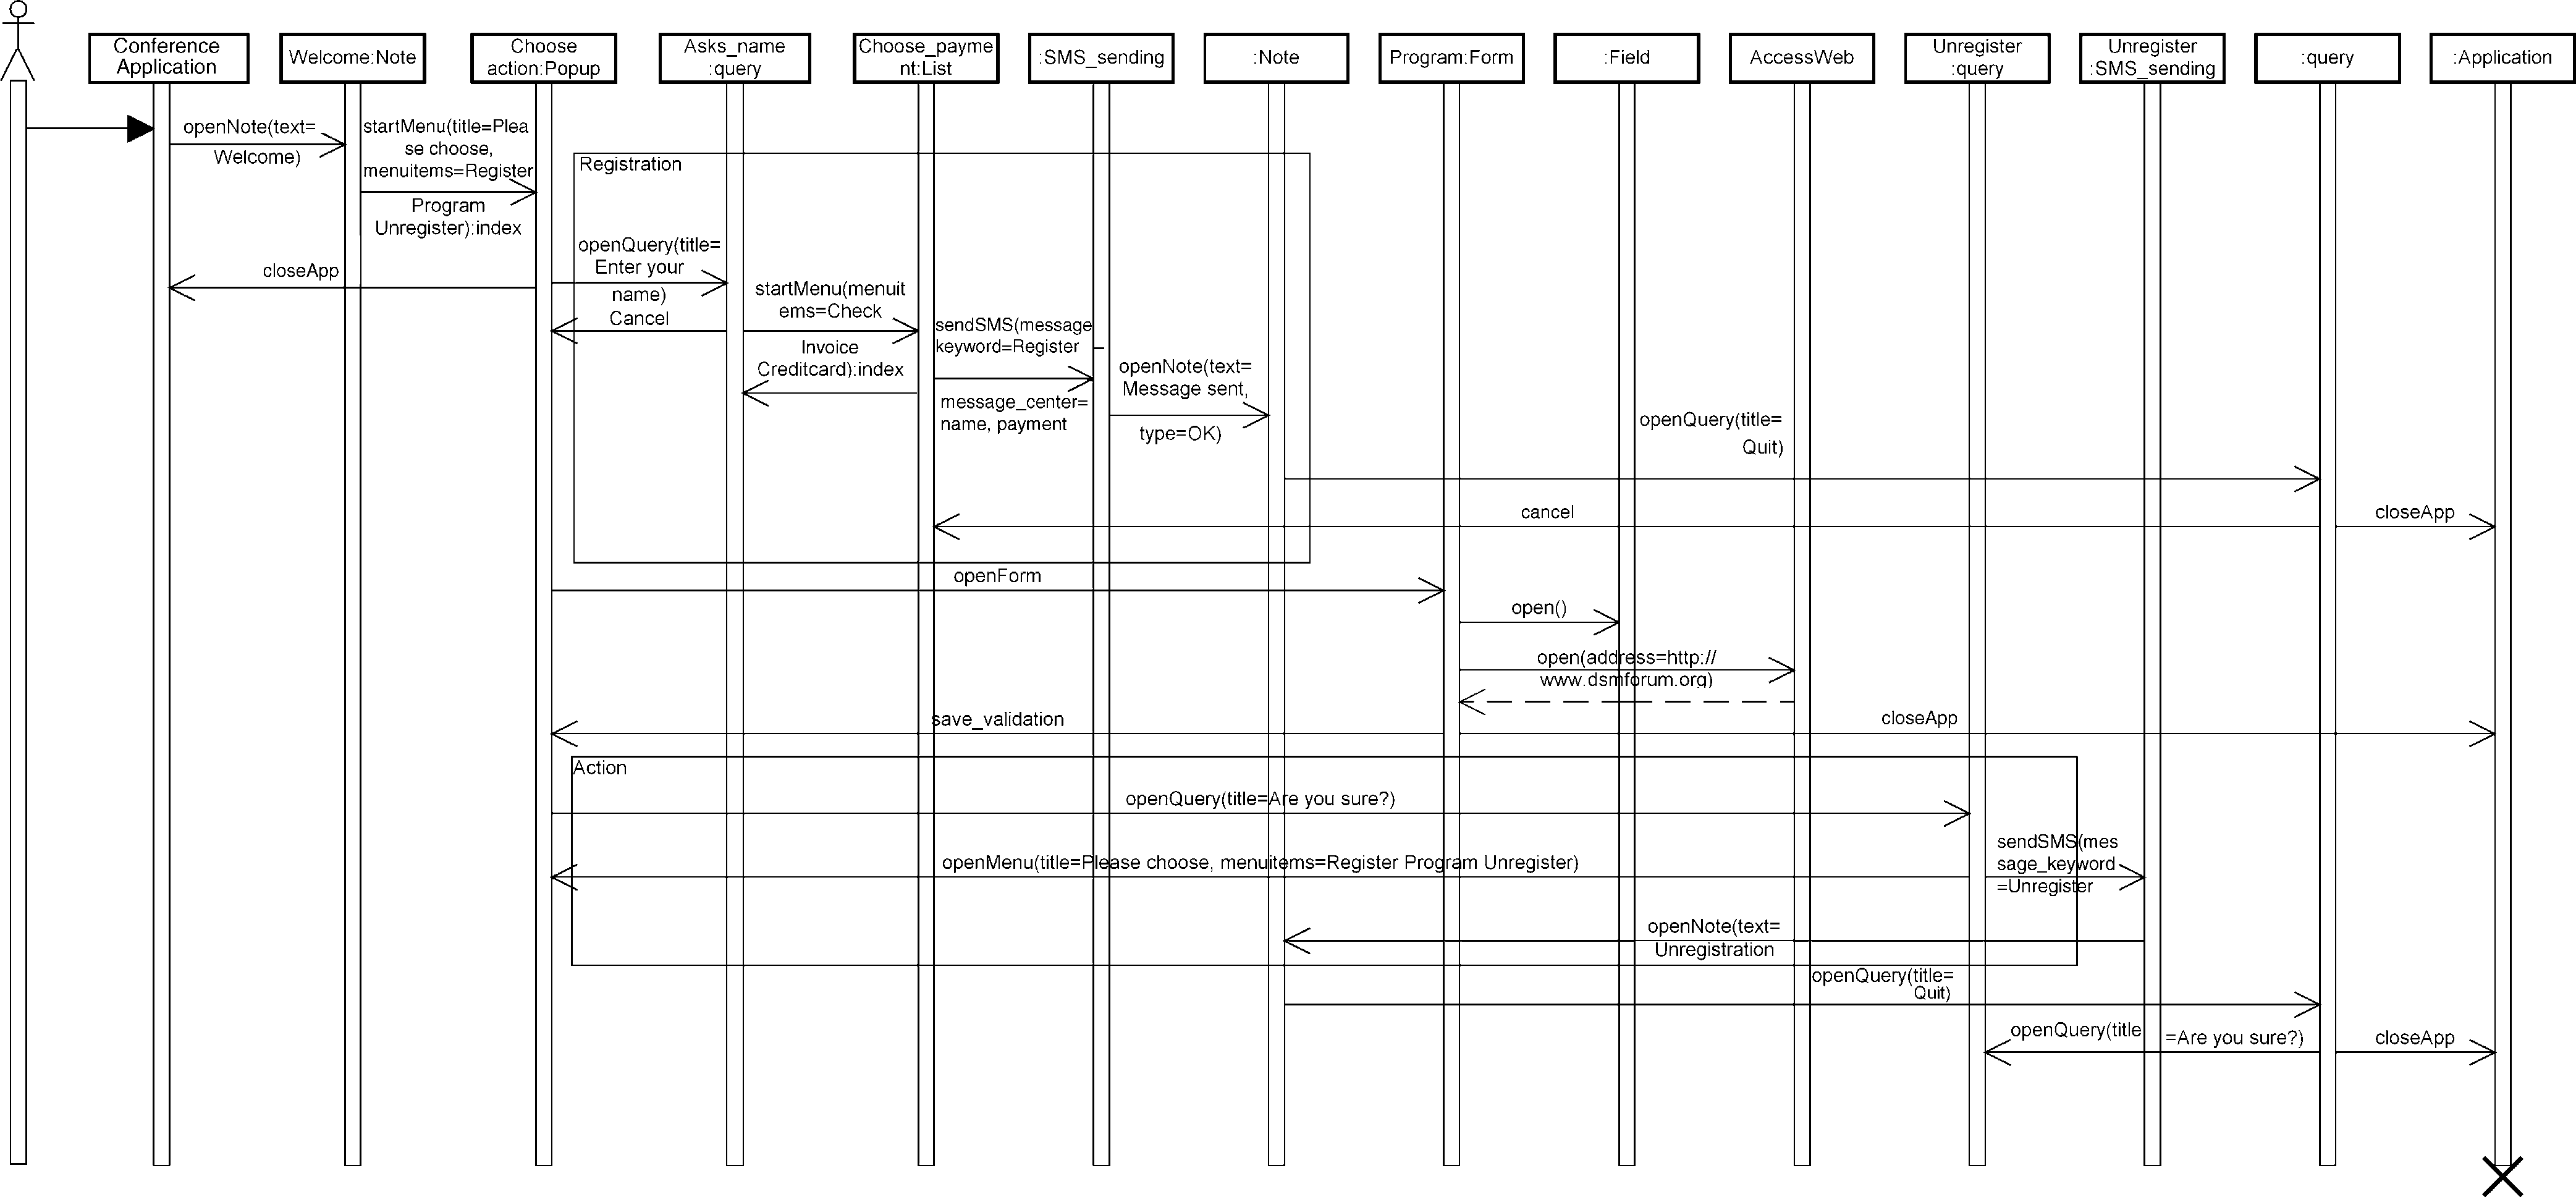 Conference
Application
Welcome:Note
Choose
action:Popup
Asks_name
:query
Choose_payme
nt:List
:SMS_sending
:Note
Program:Form
:Field
AccessWeb
Unregister
:query
Unregister
:SMS_sending
:query
:Application
openNote(text=
Welcome)
startMenu(title=Plea
se choose,
menuitems=Register
Program
Unregister):index
Registration
openQuery(title=
Enter your
name)
closeApp
Cancel
startMenu(menuit
ems=Check
Invoice
Creditcard):index
sendSMS(message
keyword=Register
message_center=
name, payment
openNote(text=
Message sent,
type=OK)
openQuery(title=
Quit)
cancel
closeApp
openForm
open()
open(address=http://
www.dsmforum.org)
save_validation
closeApp
Action
openQuery(title=Are you sure?)
openMenu(title=Please choose, menuitems=Register Program Unregister)
sendSMS(mes
sage_keyword
=Unregister
openNote(text=
Unregistration
openQuery(title=
Quit)
openQuery(title =Are you sure?)
closeApp